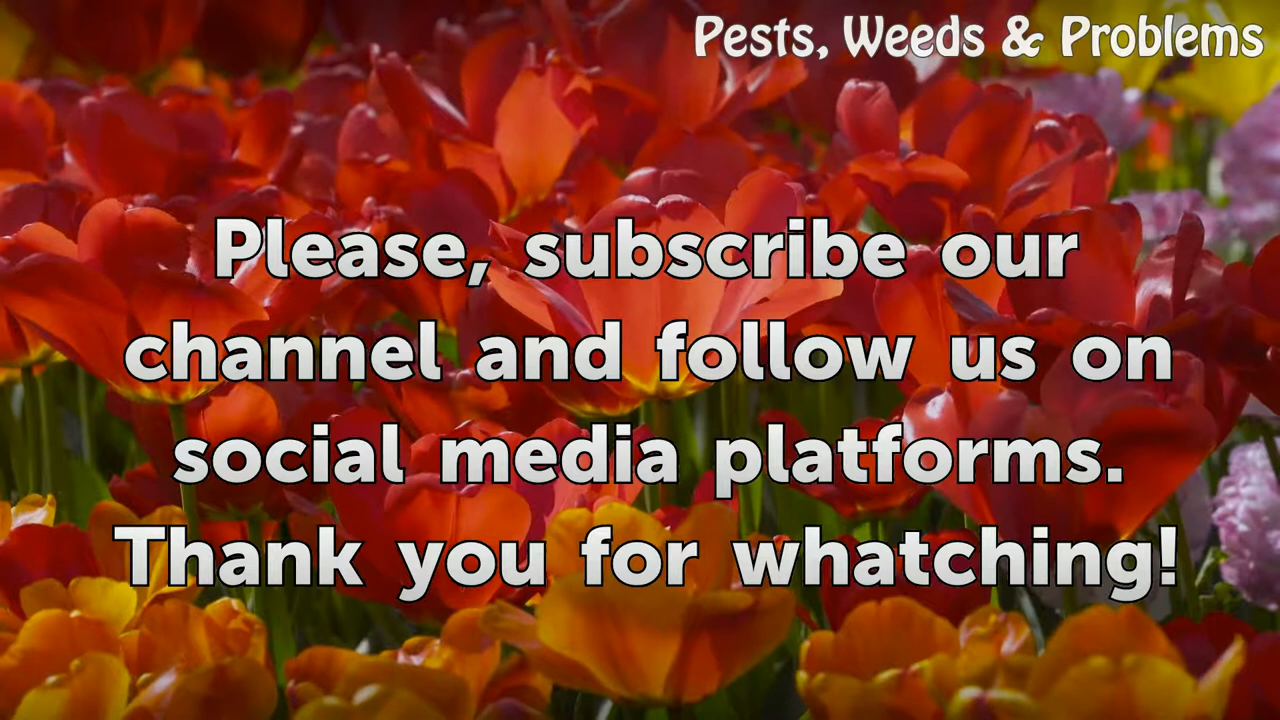 Pests, Weeds & Problems
Please, subscribe our
channel and follow us on
social media platforms.
Thank you for whatching!